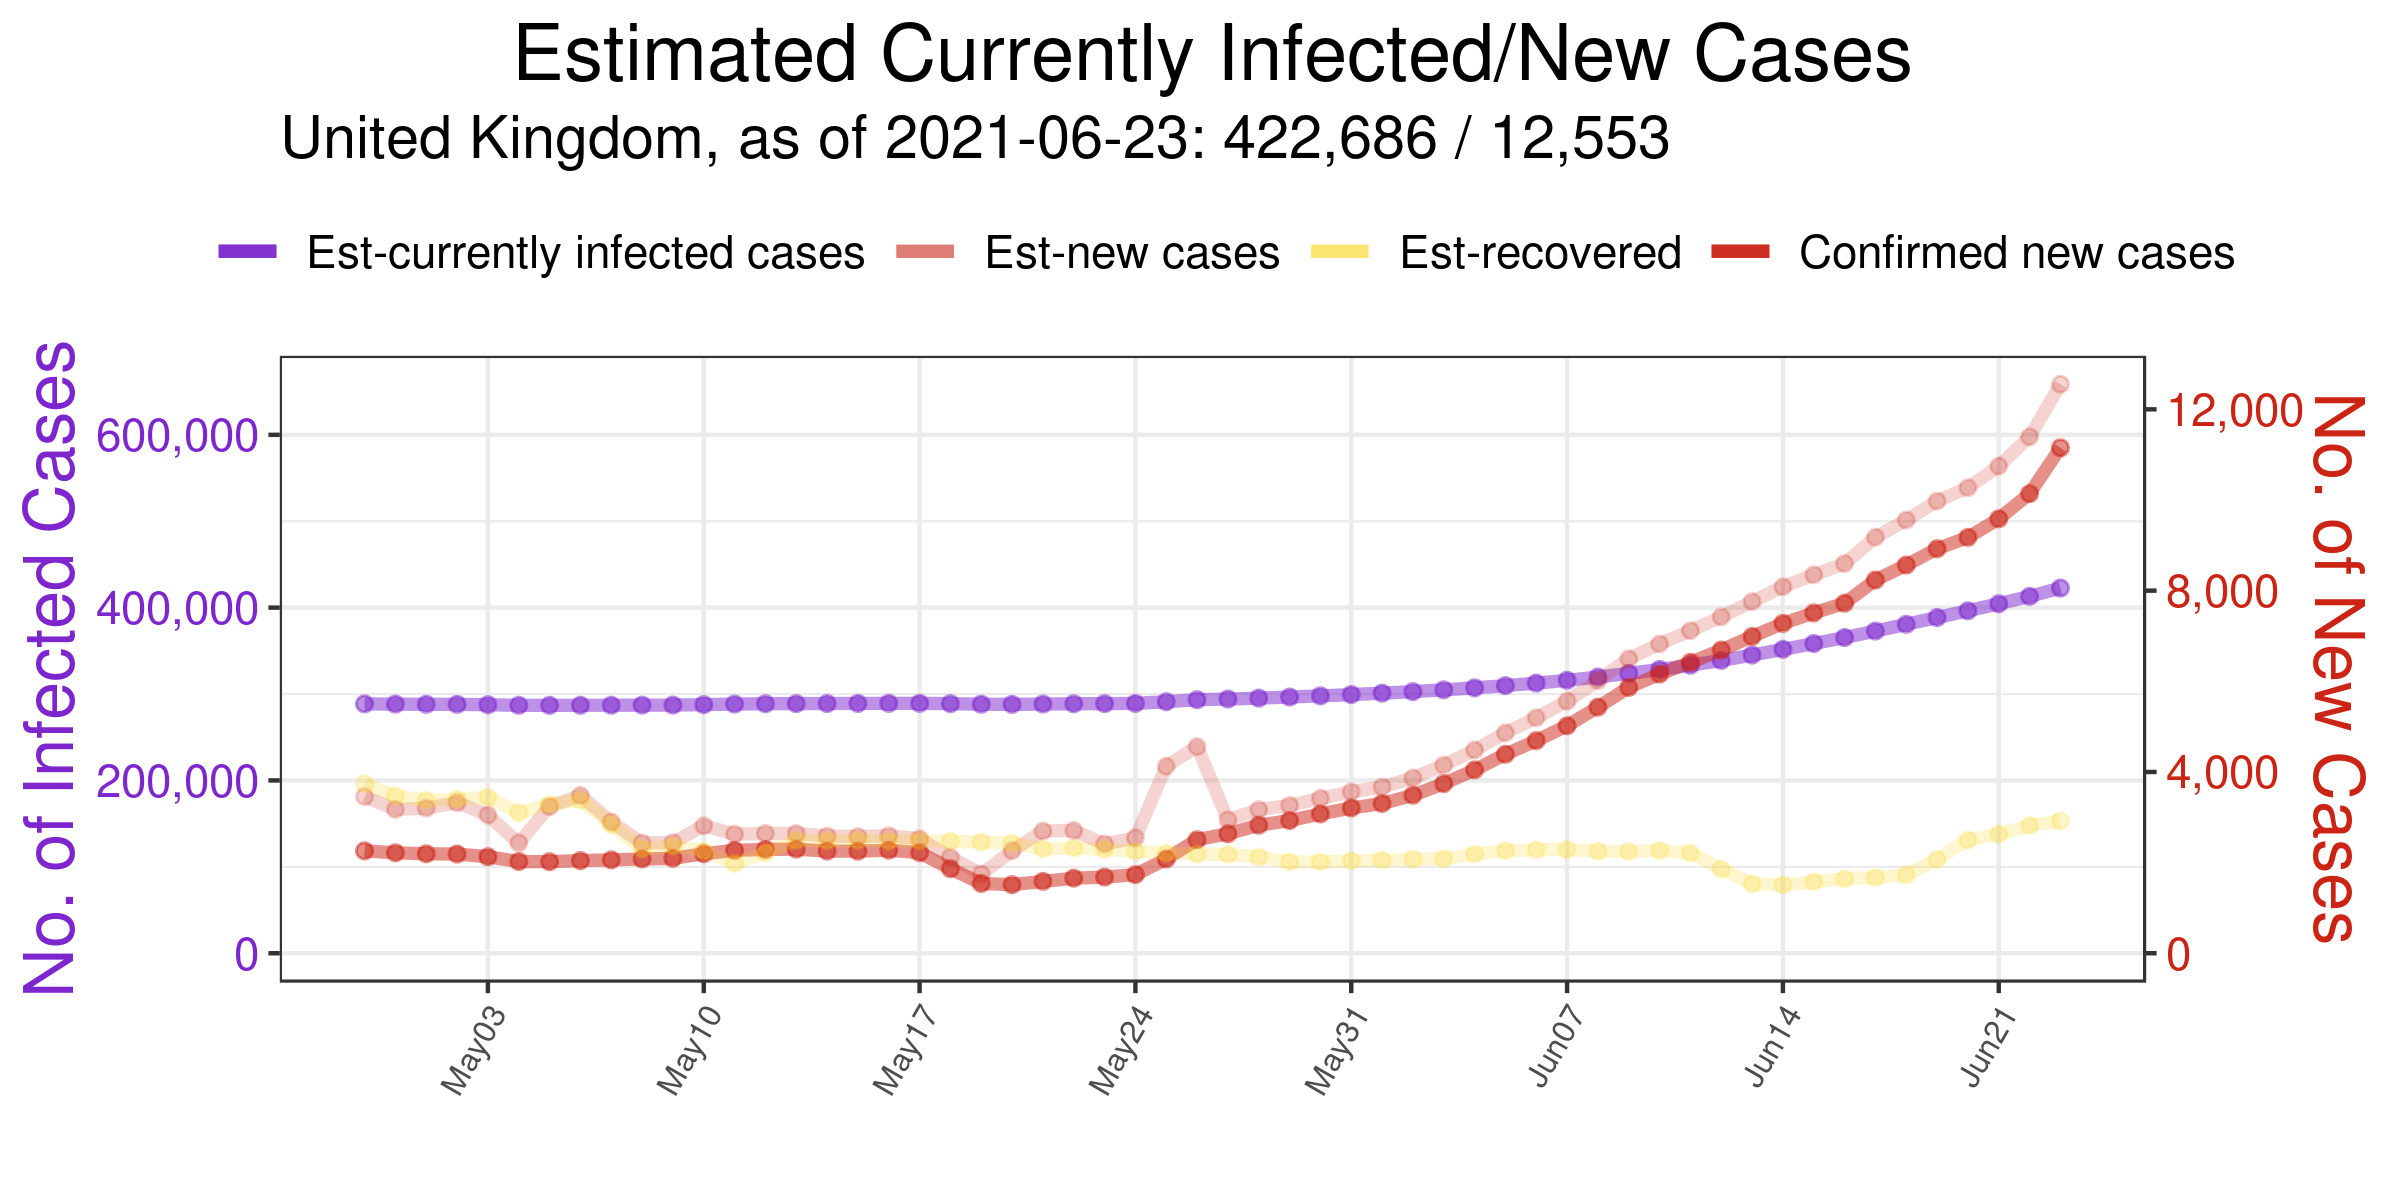 Estimated Currently Infected/New Cases
United Kingdom, as of 2021-06-23: 422,686 / 12,553
Est-currently infected cases Est-new cases Est-recovered Confirmed new cases
No. of Infected Cases
600,000
400,000
200,000
0
12,000
8,000
4,000
0
No. of New Cases
May03 May10 May17 May24 May31 Jun07 Jun14 Jun21